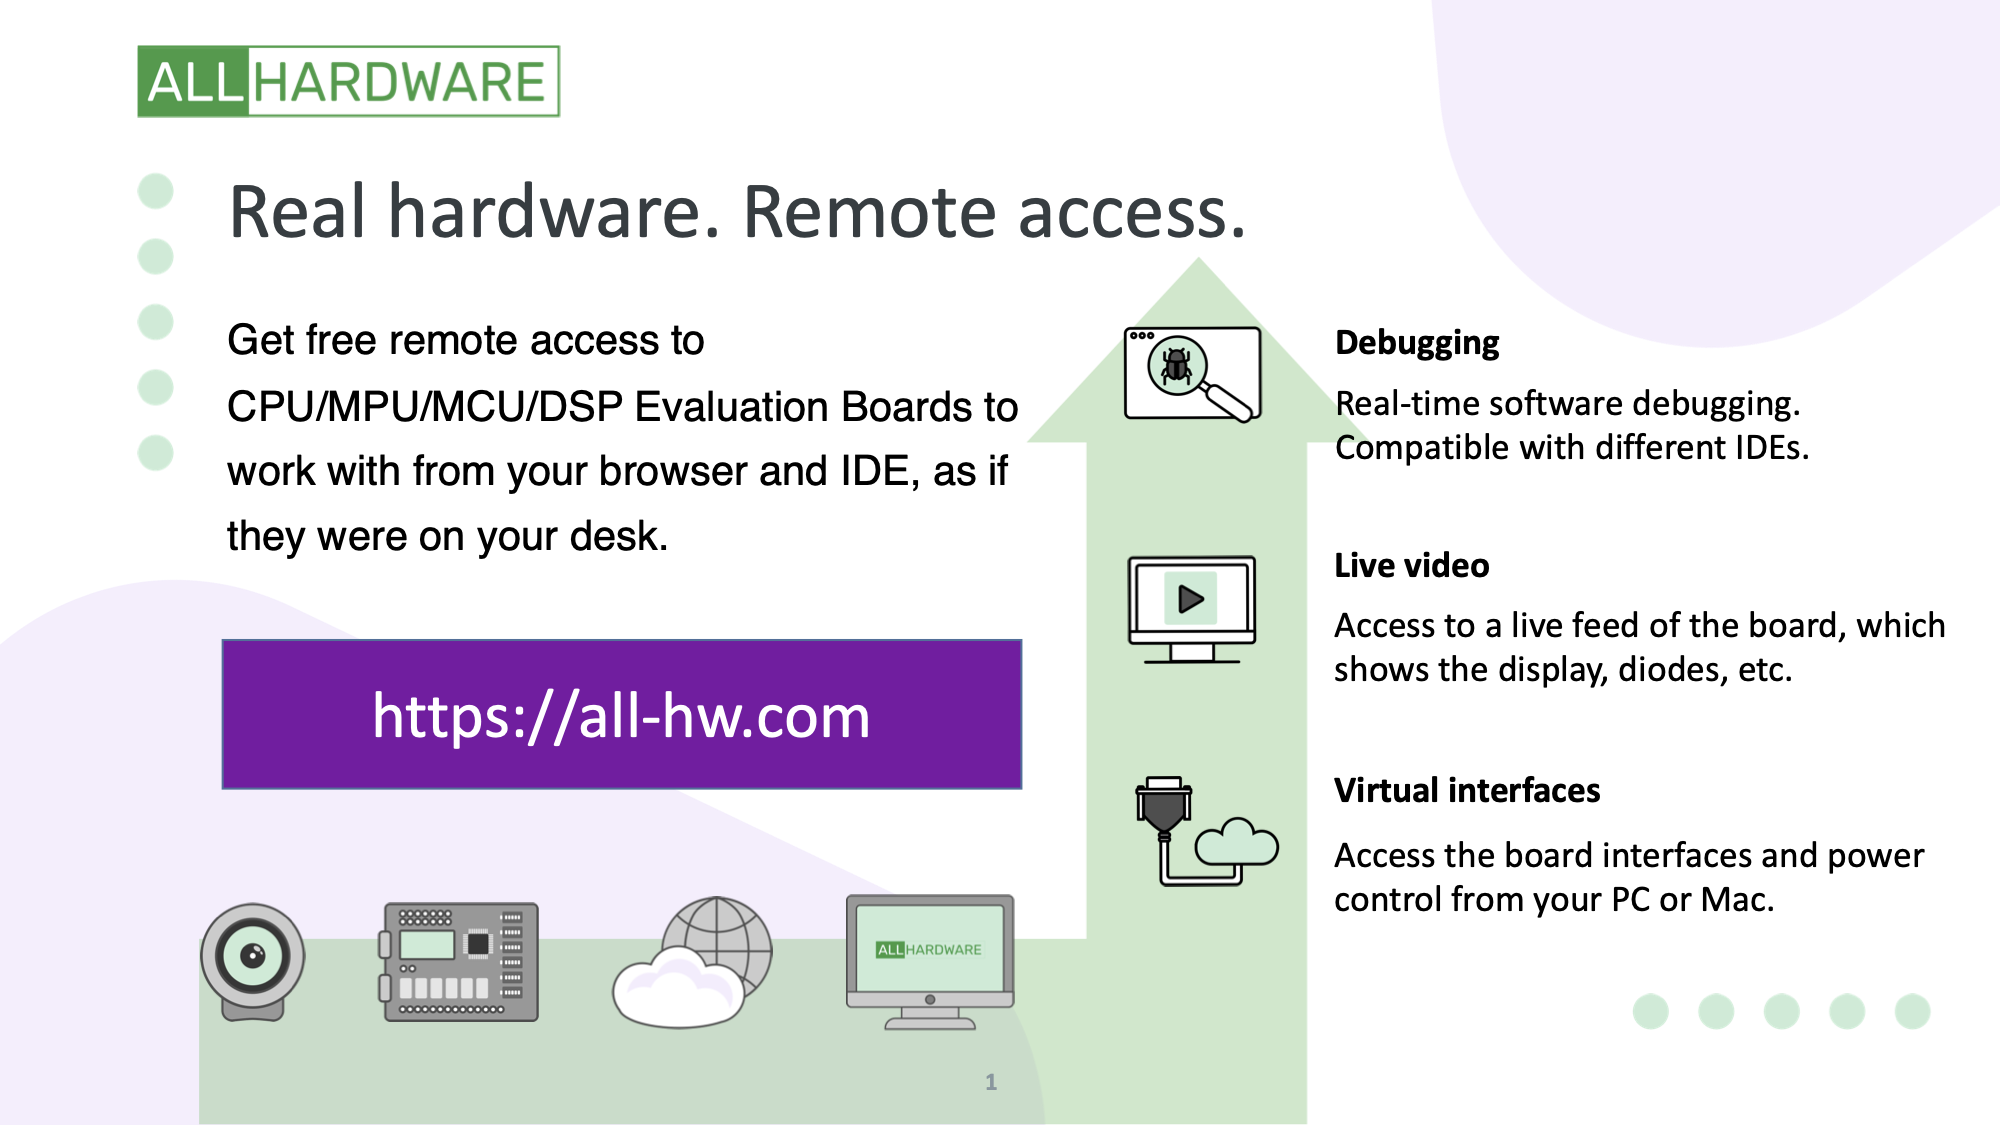 ALLHARDWARE
Real hardware. Remote access.
Get free remote access to
CPU/MPU/MCU/DSP Evaluation Boards to
work with from your browser and IDE, as if
they were on your desk.
https://all-hw.com
Debugging
Real-time software debugging.
Compatible with different IDEs.
Live video
Access to a live feed of the board, which
shows the display, diodes, etc.
Virtual interfaces
Access the board interfaces and power
control from your PC or Mac.
ALLHARDWARE
1